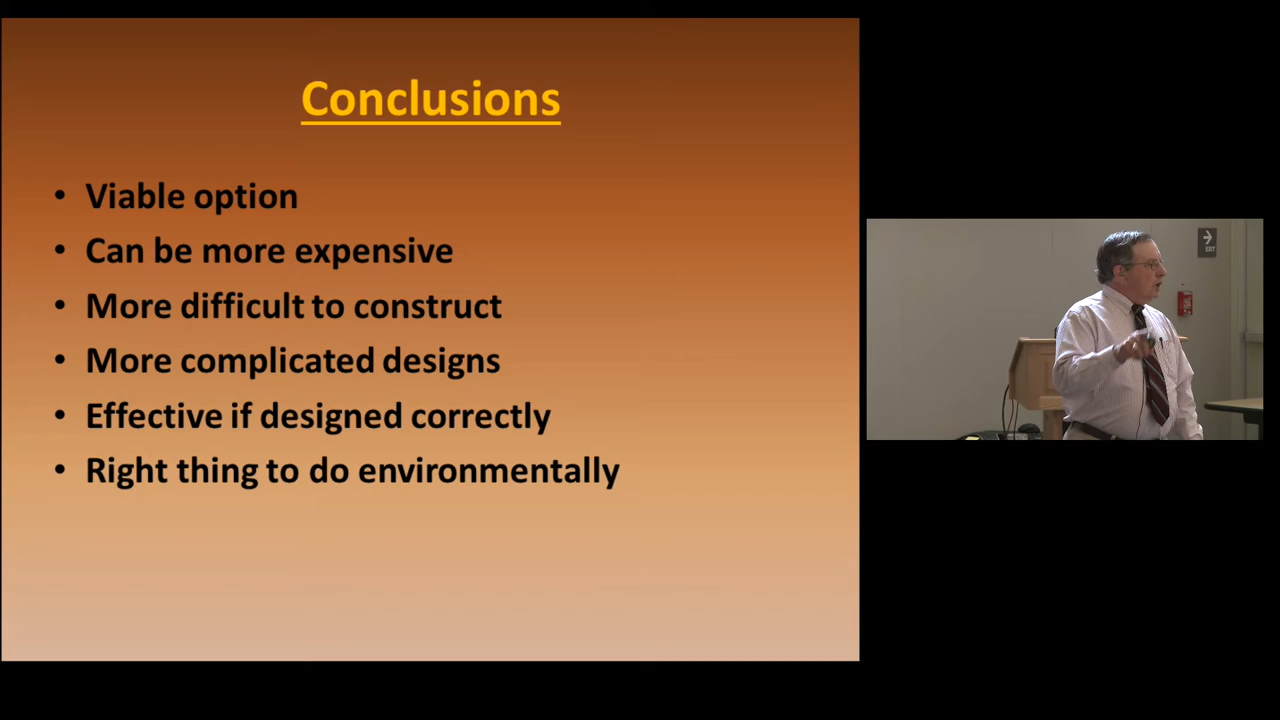 Conclusions
• Viable option
• Can be more expensive
• More difficult to construct
• More complicated designs
• Effective if designed correctly
• Right thing to do environmentally
EXIT